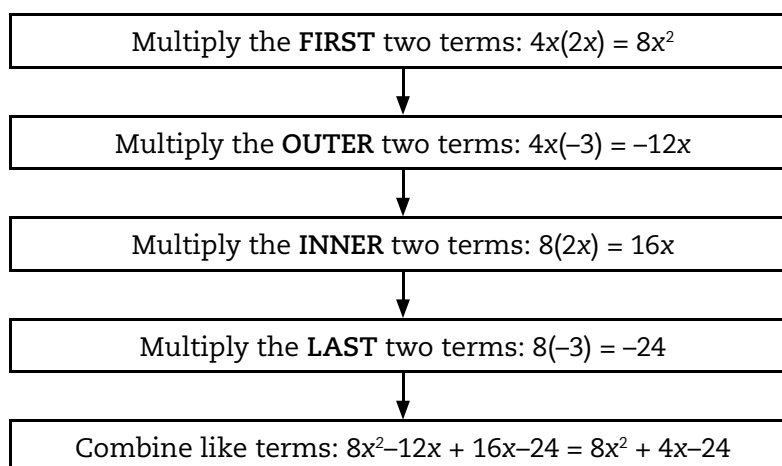 Multiply the FIRST two terms: 4x(2x) = 8x²
Multiply the OUTER two terms: 4x(–3) = –12x
Multiply the INNER two terms: 8(2x) = 16x
Multiply the LAST two terms: 8(–3) = –24
Combine like terms: 8x²–12x + 16x–24 = 8x² + 4x–24